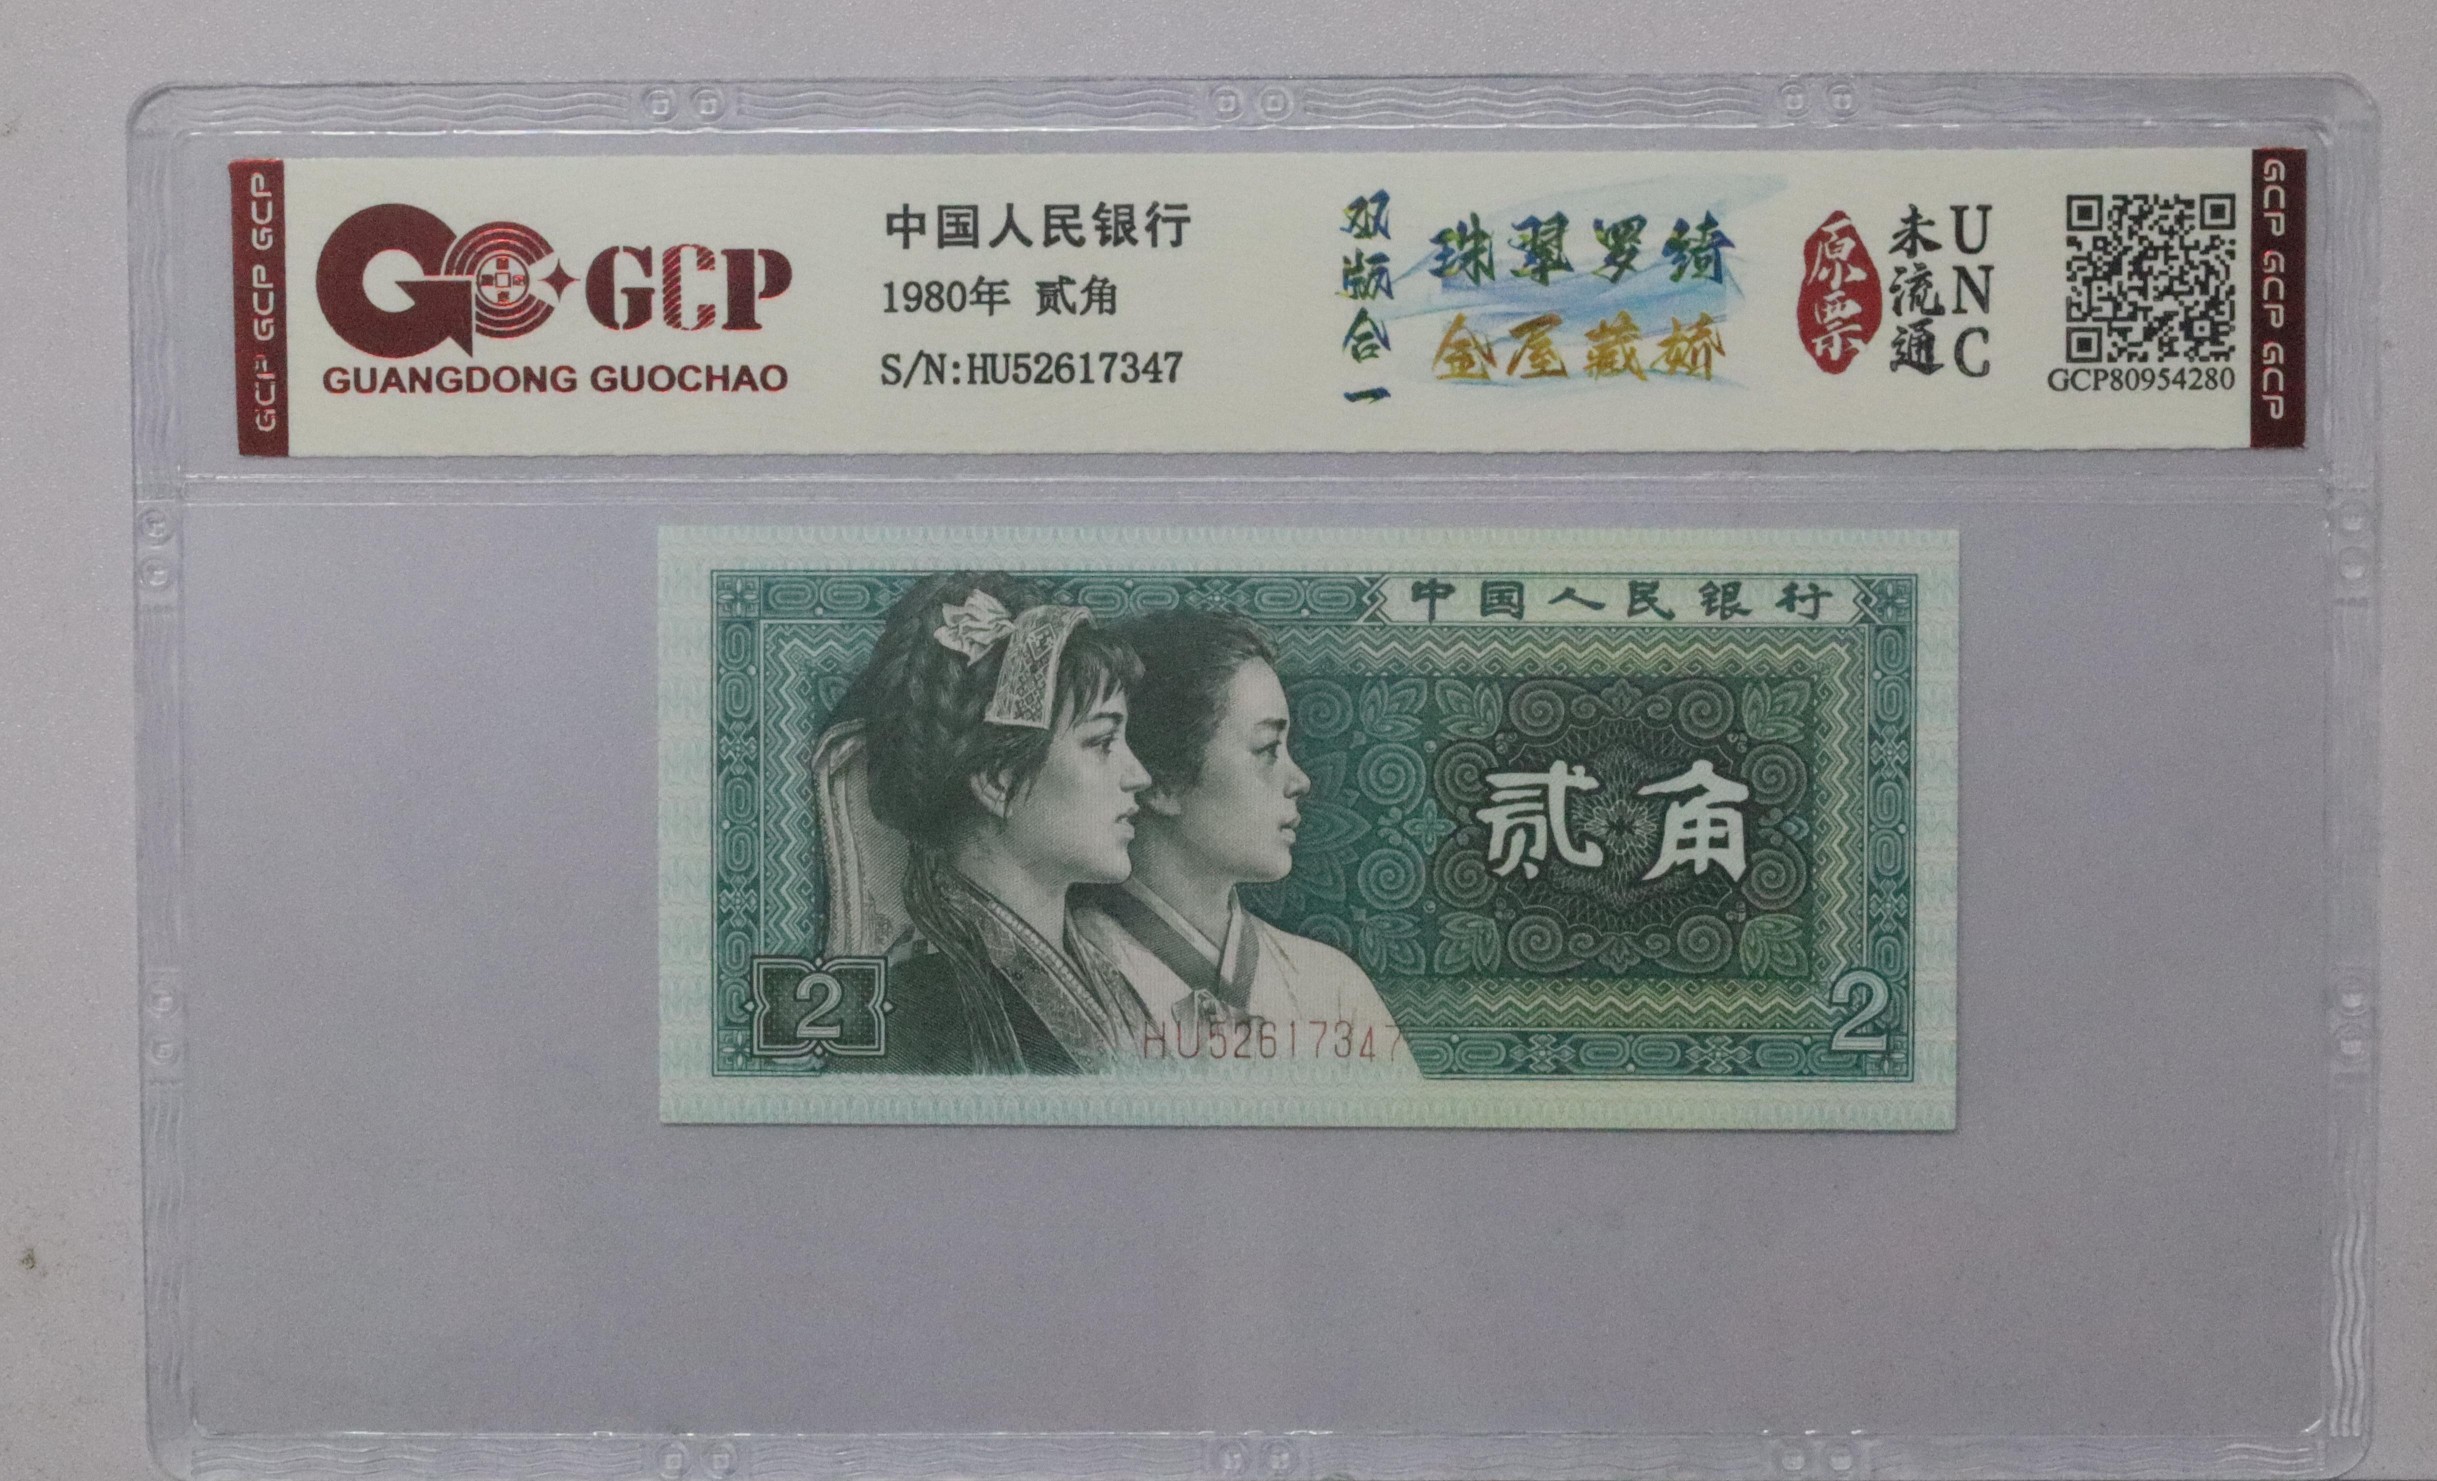 GCP GCP GCP
GCP
GUANGDONG GUOCHAO
中国人民银行
1980年 贰角
S/N:HU52617347
双版合一
珠翠罗绮
金屋藏娇
原票
未流通
UNC
GCP80954280
GCP GCP GCP
中国人民银行
贰角
2
HU52617347
2